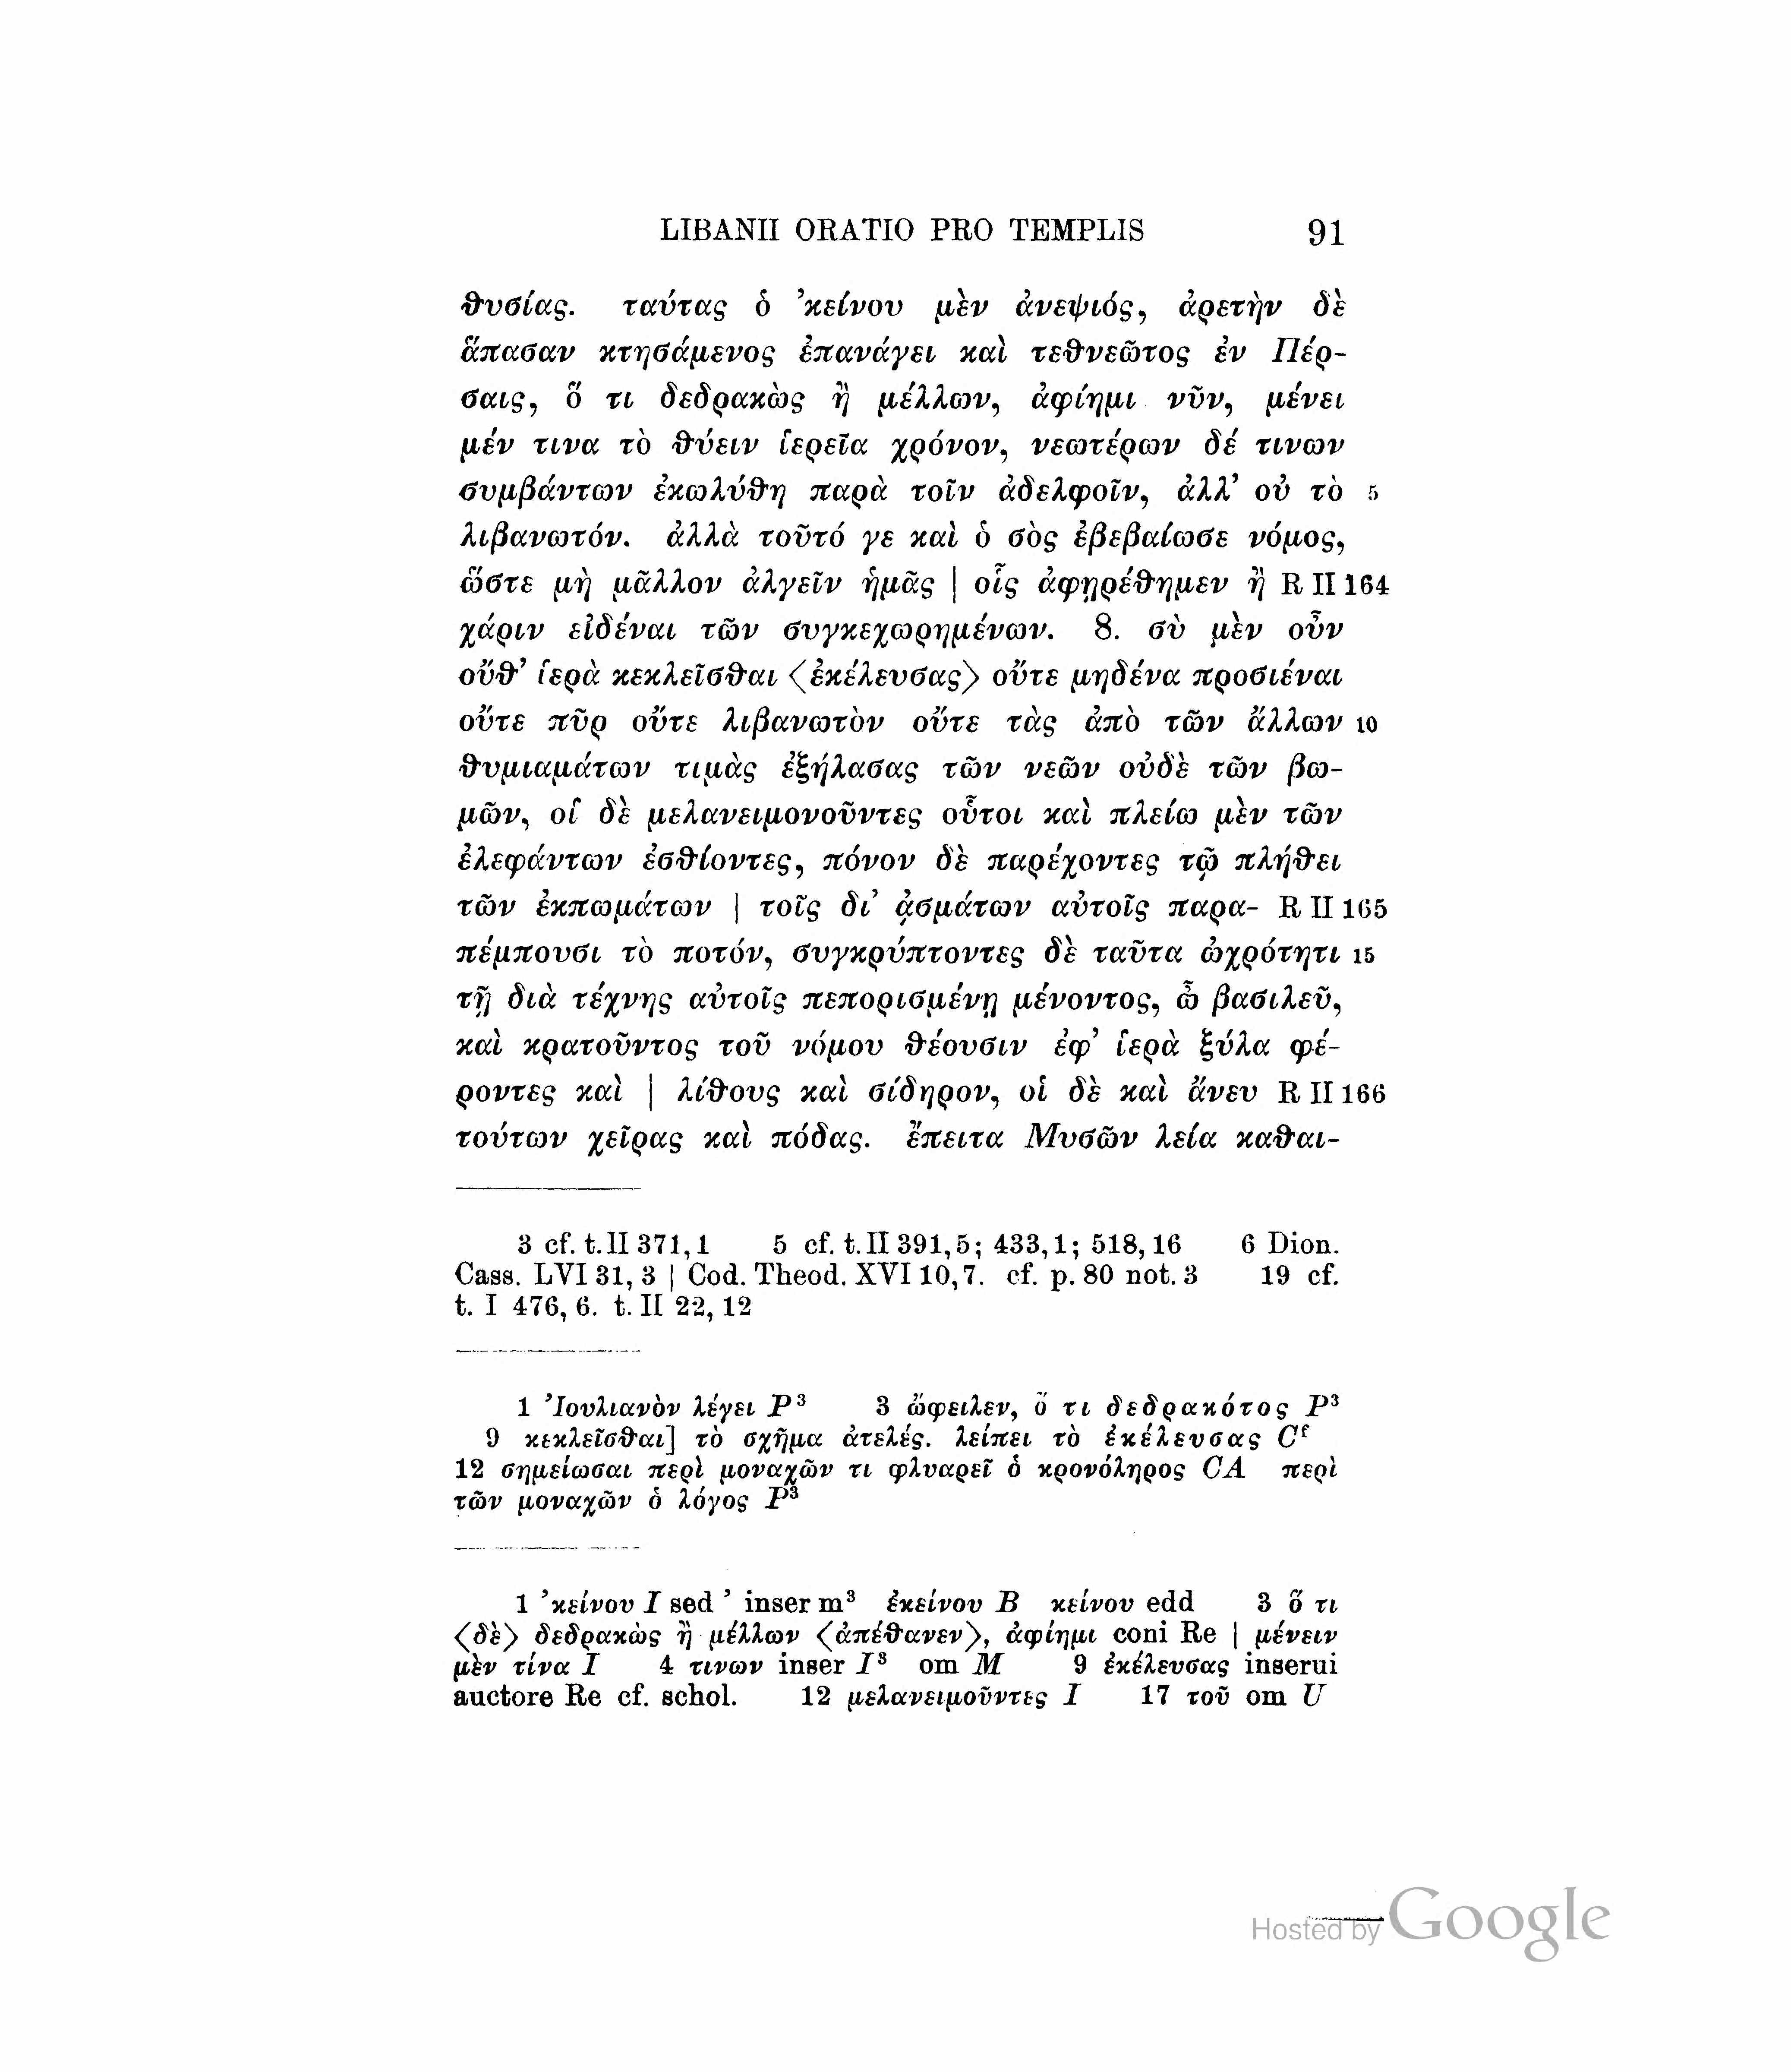 LIBANII ORATIO PRO TEMPLIS 91
θυσίας. ταύτας ὁ ’κείνου μὲν ἀνεψιός, ἀρετὴν δὲ
ἅπασαν κτησάμενος ἐπανάγει καὶ τεθνεῶτος ἐν Πέρ-
σαις, ὅ τι δεδρακὼς ἢ μέλλων, ἀφίημι νῦν, μένει
μέν τινα τὸ θύειν ἱερεῖα χρόνον, νεωτέρων δέ τινων
συμβάντων ἐκωλύθη παρὰ τοῖν ἀδελφοῖν, ἀλλ’ οὐ τὸ 5
λιβανωτόν. ἀλλὰ τοῦτό γε καὶ ὁ σὸς ἐβεβαίωσε νόμος,
ὥστε μὴ μᾶλλον ἀλγεῖν ἡμᾶς | οἷς ἀφῃρέθημεν ἢ R II 164
χάριν εἰδέναι τῶν συγκεχωρημένων. 8. σὺ μὲν οὖν
οὔθ’ ἱερὰ κεκλεῖσθαι ⟨ἐκέλευσας⟩ οὔτε μηδένα προσιέναι
οὔτε πῦρ οὔτε λιβανωτὸν οὔτε τὰς ἀπὸ τῶν ἄλλων 10
θυμιαμάτων τιμὰς ἐξήλασας τῶν νεῶν οὐδὲ τῶν βω-
μῶν, οἱ δὲ μελανειμονοῦντες οὗτοι καὶ πλείω μὲν τῶν
ἐλεφάντων ἐσθίοντες, πόνον δὲ παρέχοντες τῷ πλήθει
τῶν ἐκπωμάτων | τοῖς δι’ ᾀσμάτων αὐτοῖς παρα- R II 165
πέμπουσι τὸ ποτόν, συγκρύπτοντες δὲ ταῦτα ὠχρότητι 15
τῇ διὰ τέχνης αὐτοῖς πεπορισμένῃ μένοντος, ὦ βασιλεῦ,
καὶ κρατοῦντος τοῦ νόμου θέουσιν ἐφ’ ἱερὰ ξύλα φέ-
ροντες καὶ | λίθους καὶ σίδηρον, οἱ δὲ καὶ ἄνευ R II 166
τούτων χεῖρας καὶ πόδας. ἔπειτα Μυσῶν λεία καθαι-
3 cf. t. II 371, 1 5 cf. t. II 391, 5; 433, 1; 518, 16 6 Dion.
Cass. LVI 31, 3 | Cod. Theod. XVI 10, 7. cf. p. 80 not. 3 19 cf.
t. I 476, 6. t. II 22, 12
1 Ἰουλιανὸν λέγει P³ 3 ὤφειλεν, ὅ τι δεδρακότος P³
9 κεκλεῖσθαι] τὸ σχῆμα ἀτελές. λείπει τὸ ἐκέλευσας Cᶠ
12 σημείωσαι περὶ μοναχῶν τι φλυαρεῖ ὁ κρονόληρος CA περὶ
τῶν μοναχῶν ὁ λόγος P³
1 ’κείνου I sed ’ inser m³ ἐκείνου B κείνου edd 3 ὅ τι
⟨δὲ⟩ δεδρακὼς ἢ μέλλων ⟨ἀπέθανεν⟩, ἀφίημι coni Re | μένειν
μὲν τίνα I 4 τινων inser I³ om M 9 ἐκέλευσας inserui
auctore Re cf. schol. 12 μελανειμοῦντες I 17 τοῦ om U
Hosted by Google